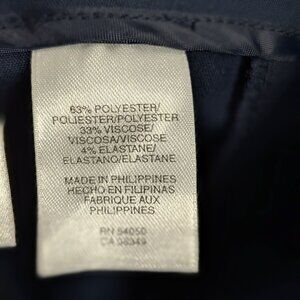 63% POLYESTER/
POLIESTER/POLYESTER
33% VISCOSE/
VISCOSA/VISCOSE
4% ELASTANE/
ELASTANO/ELASTANE
MADE IN PHILIPPINES
HECHO EN FILIPINAS
FABRIQUE AUX
PHILIPPINES
RN 54050
CA 08349